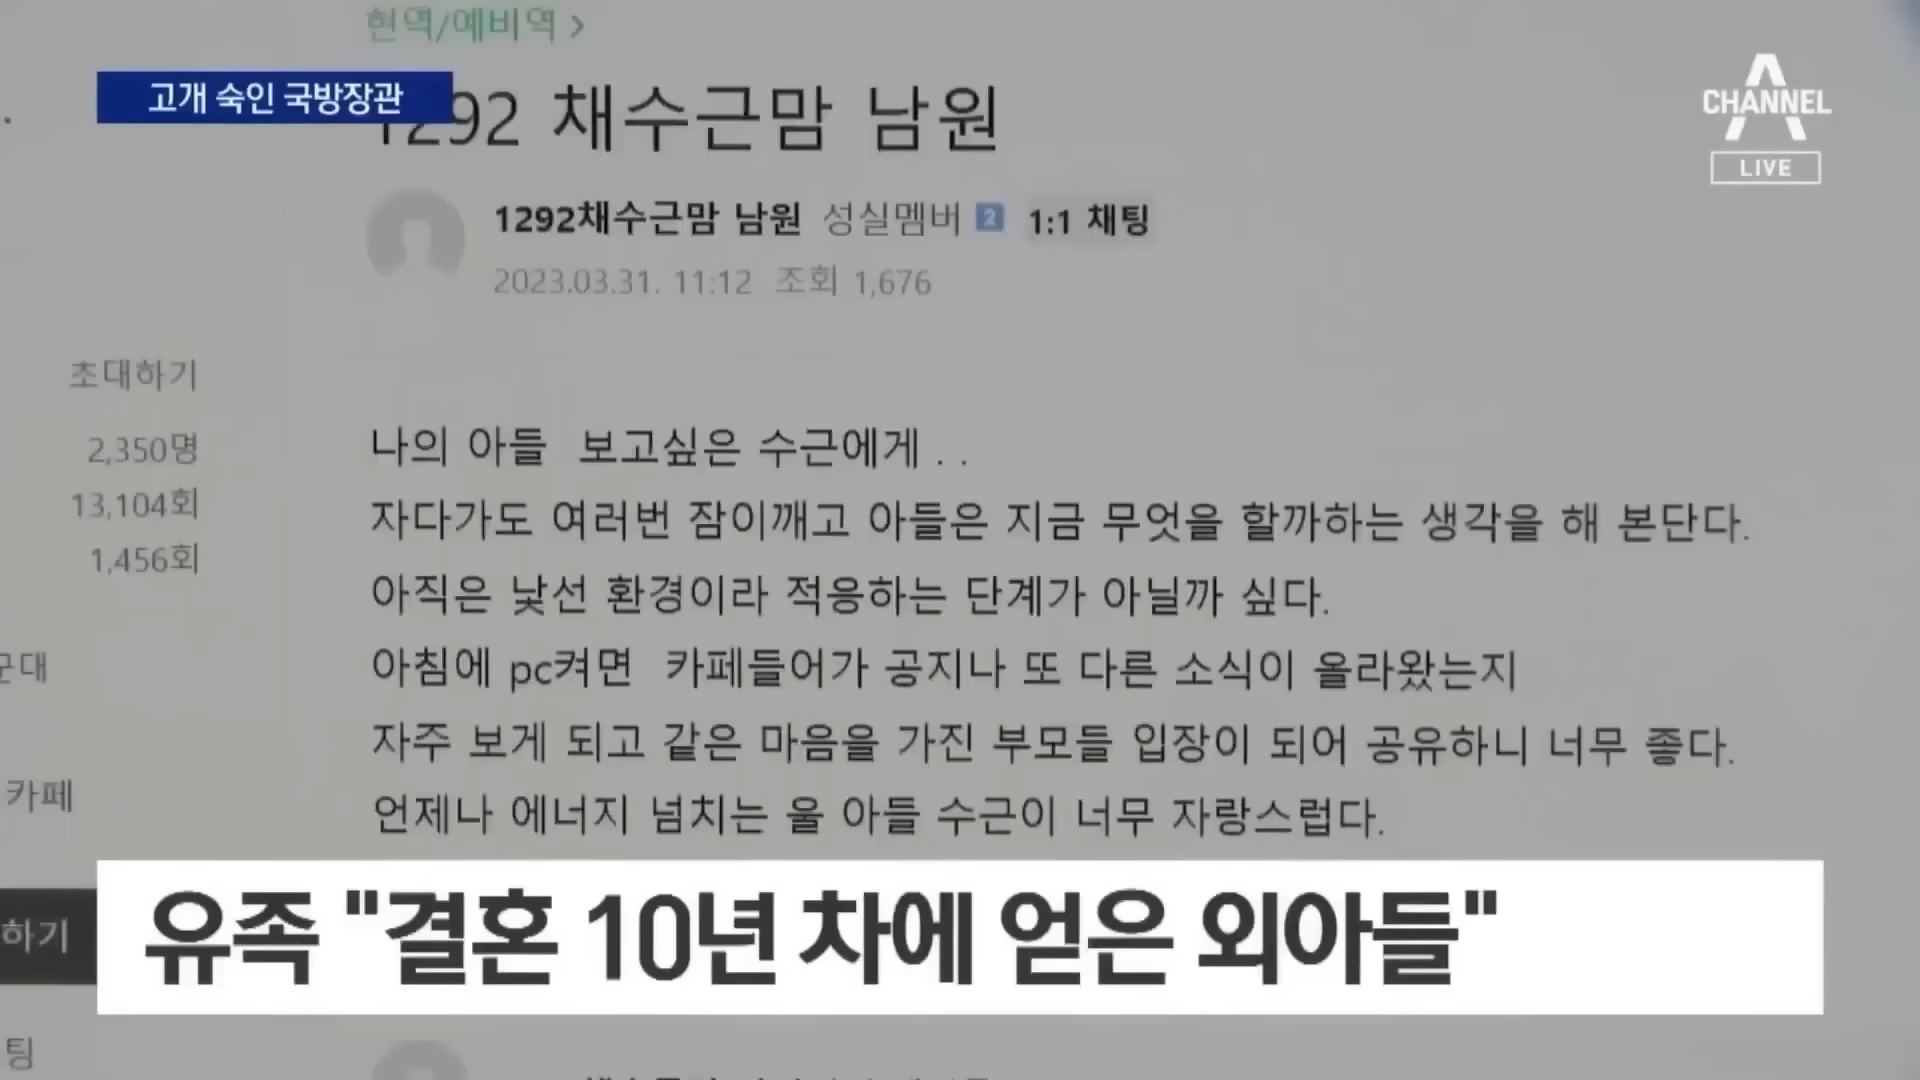 현역/예비역 >
고개 숙인 국방장관
1292 채수근맘 남원
CHANNEL A
LIVE
1292채수근맘 남원 성실멤버 2 1:1 채팅
2023.03.31. 11:12 조회 1,676
초대하기
2,350명
13,104회
1,456회
나의 아들 보고싶은 수근에게 . .
자다가도 여러번 잠이깨고 아들은 지금 무엇을 할까하는 생각을 해 본단다.
아직은 낯선 환경이라 적응하는 단계가 아닐까 싶다.
아침에 pc켜면 카페들어가 공지나 또 다른 소식이 올라왔는지
자주 보게 되고 같은 마음을 가진 부모들 입장이 되어 공유하니 너무 좋다.
언제나 에너지 넘치는 울 아들 수근이 너무 자랑스럽다.
카페
하기
유족 "결혼 10년 차에 얻은 외아들"
팅